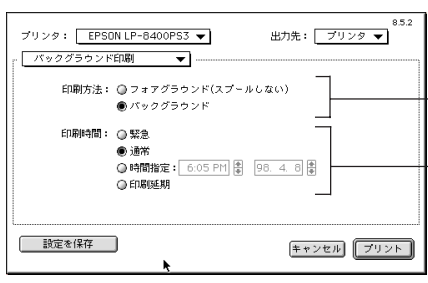 8.5.2
プリンタ： EPSON LP-8400PS3 出力先： プリンタ
バックグラウンド印刷
印刷方法： フォアグラウンド(スプールしない)
バックグラウンド
印刷時間： 緊急
通常
時間指定： 6:05 PM 98. 4. 8
印刷延期
設定を保存 キャンセル プリント